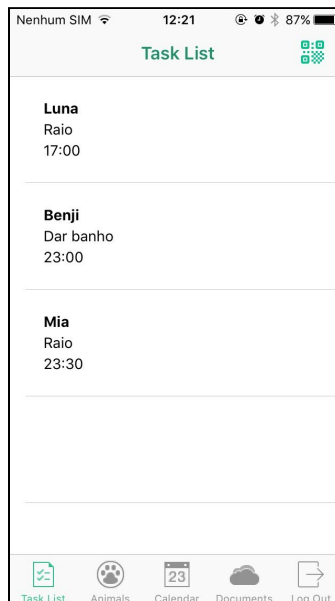 Nenhum SIM 12:21 87%
Task List
Luna
Raio
17:00
Benji
Dar banho
23:00
Mia
Raio
23:30
23
Task List Animals Calendar Documents Log Out